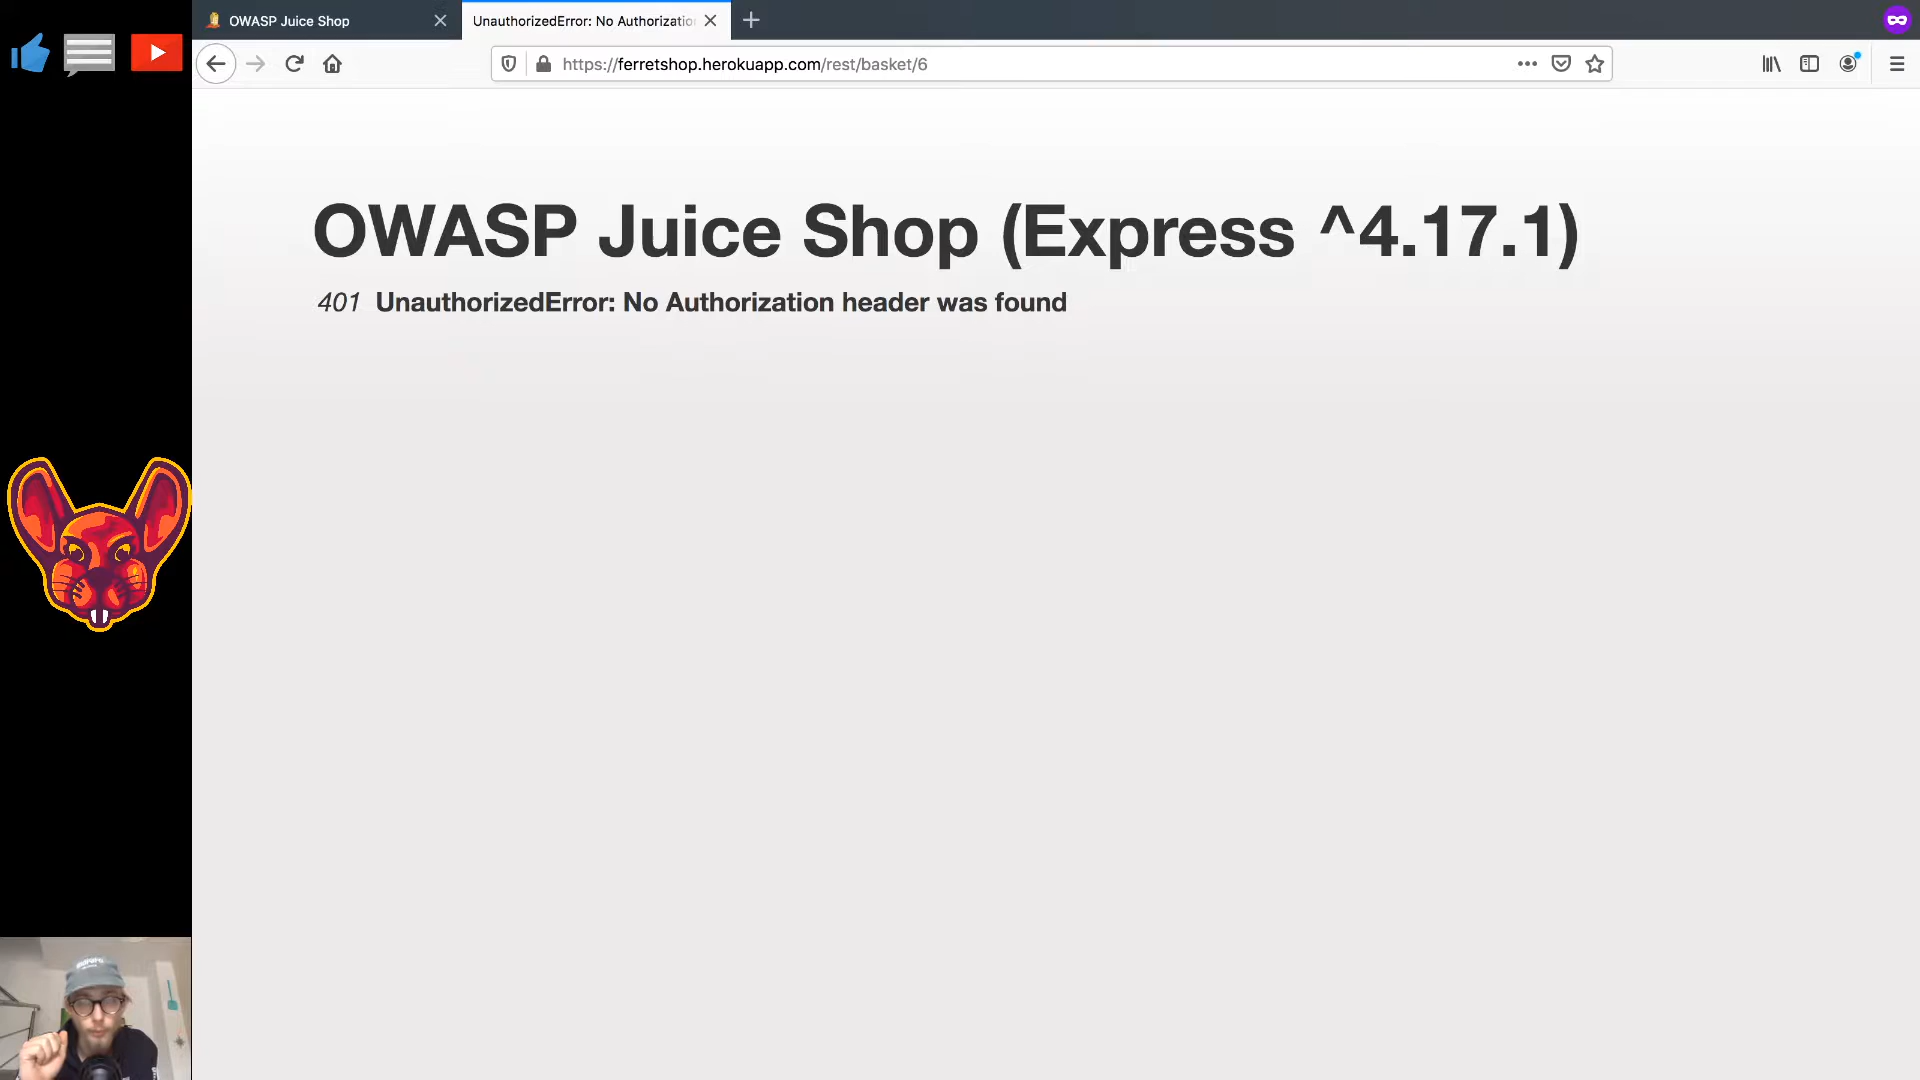 OWASP Juice Shop
UnauthorizedError: No Authorizatio
https://ferretshop.herokuapp.com/rest/basket/6
OWASP Juice Shop (Express ^4.17.1)
401 UnauthorizedError: No Authorization header was found